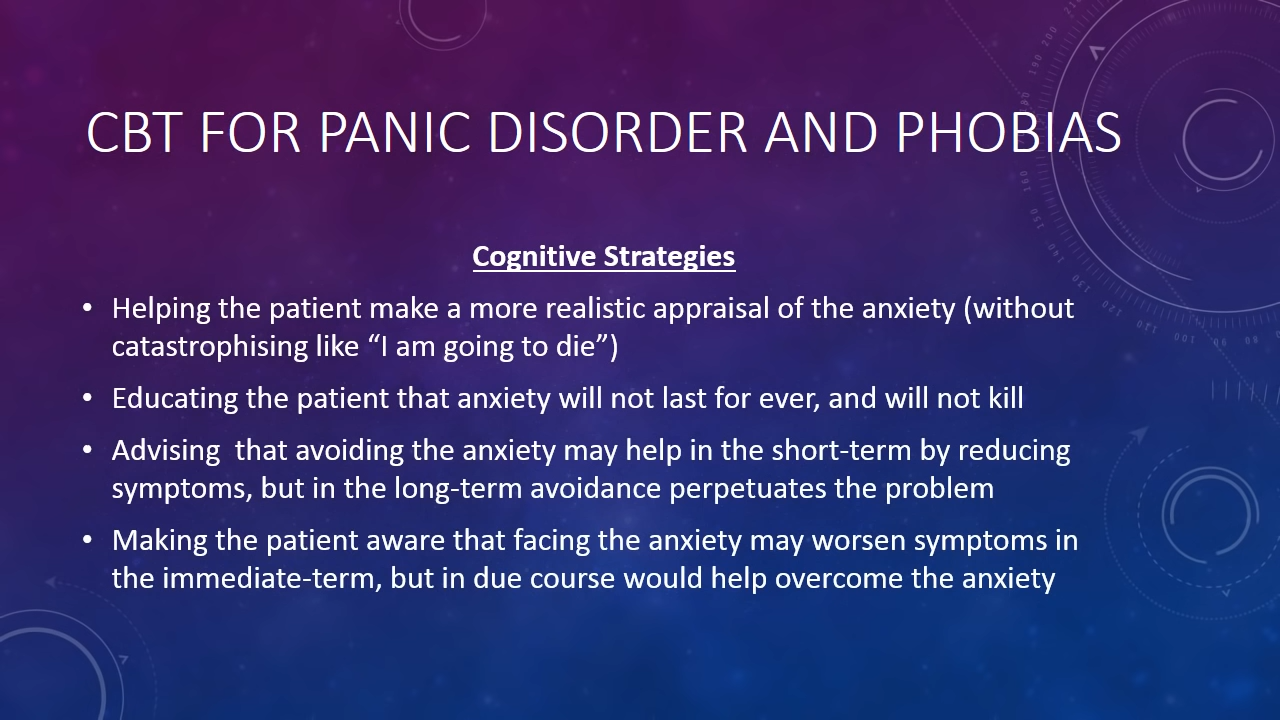 CBT FOR PANIC DISORDER AND PHOBIAS
Cognitive Strategies
• Helping the patient make a more realistic appraisal of the anxiety (without
catastrophising like “I am going to die”)
• Educating the patient that anxiety will not last for ever, and will not kill
• Advising  that avoiding the anxiety may help in the short-term by reducing
symptoms, but in the long-term avoidance perpetuates the problem
• Making the patient aware that facing the anxiety may worsen symptoms in
the immediate-term, but in due course would help overcome the anxiety